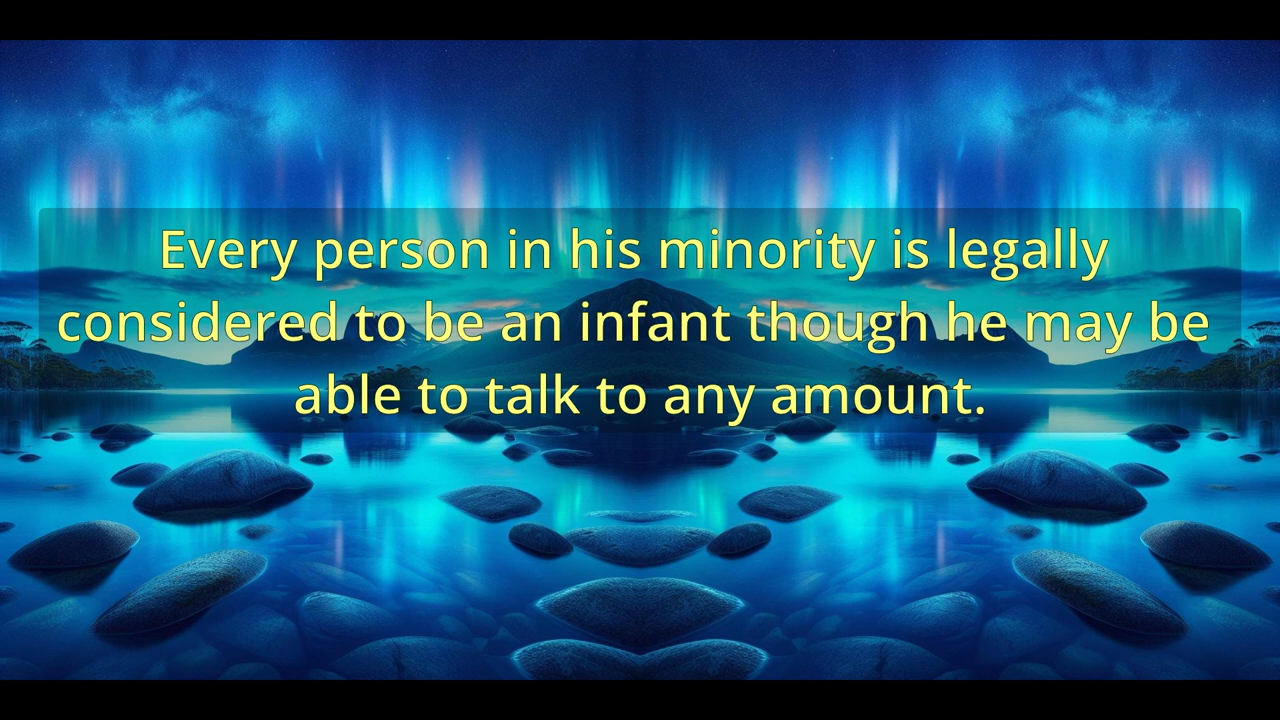 Every person in his minority is legally
considered to be an infant though he may be
able to talk to any amount.